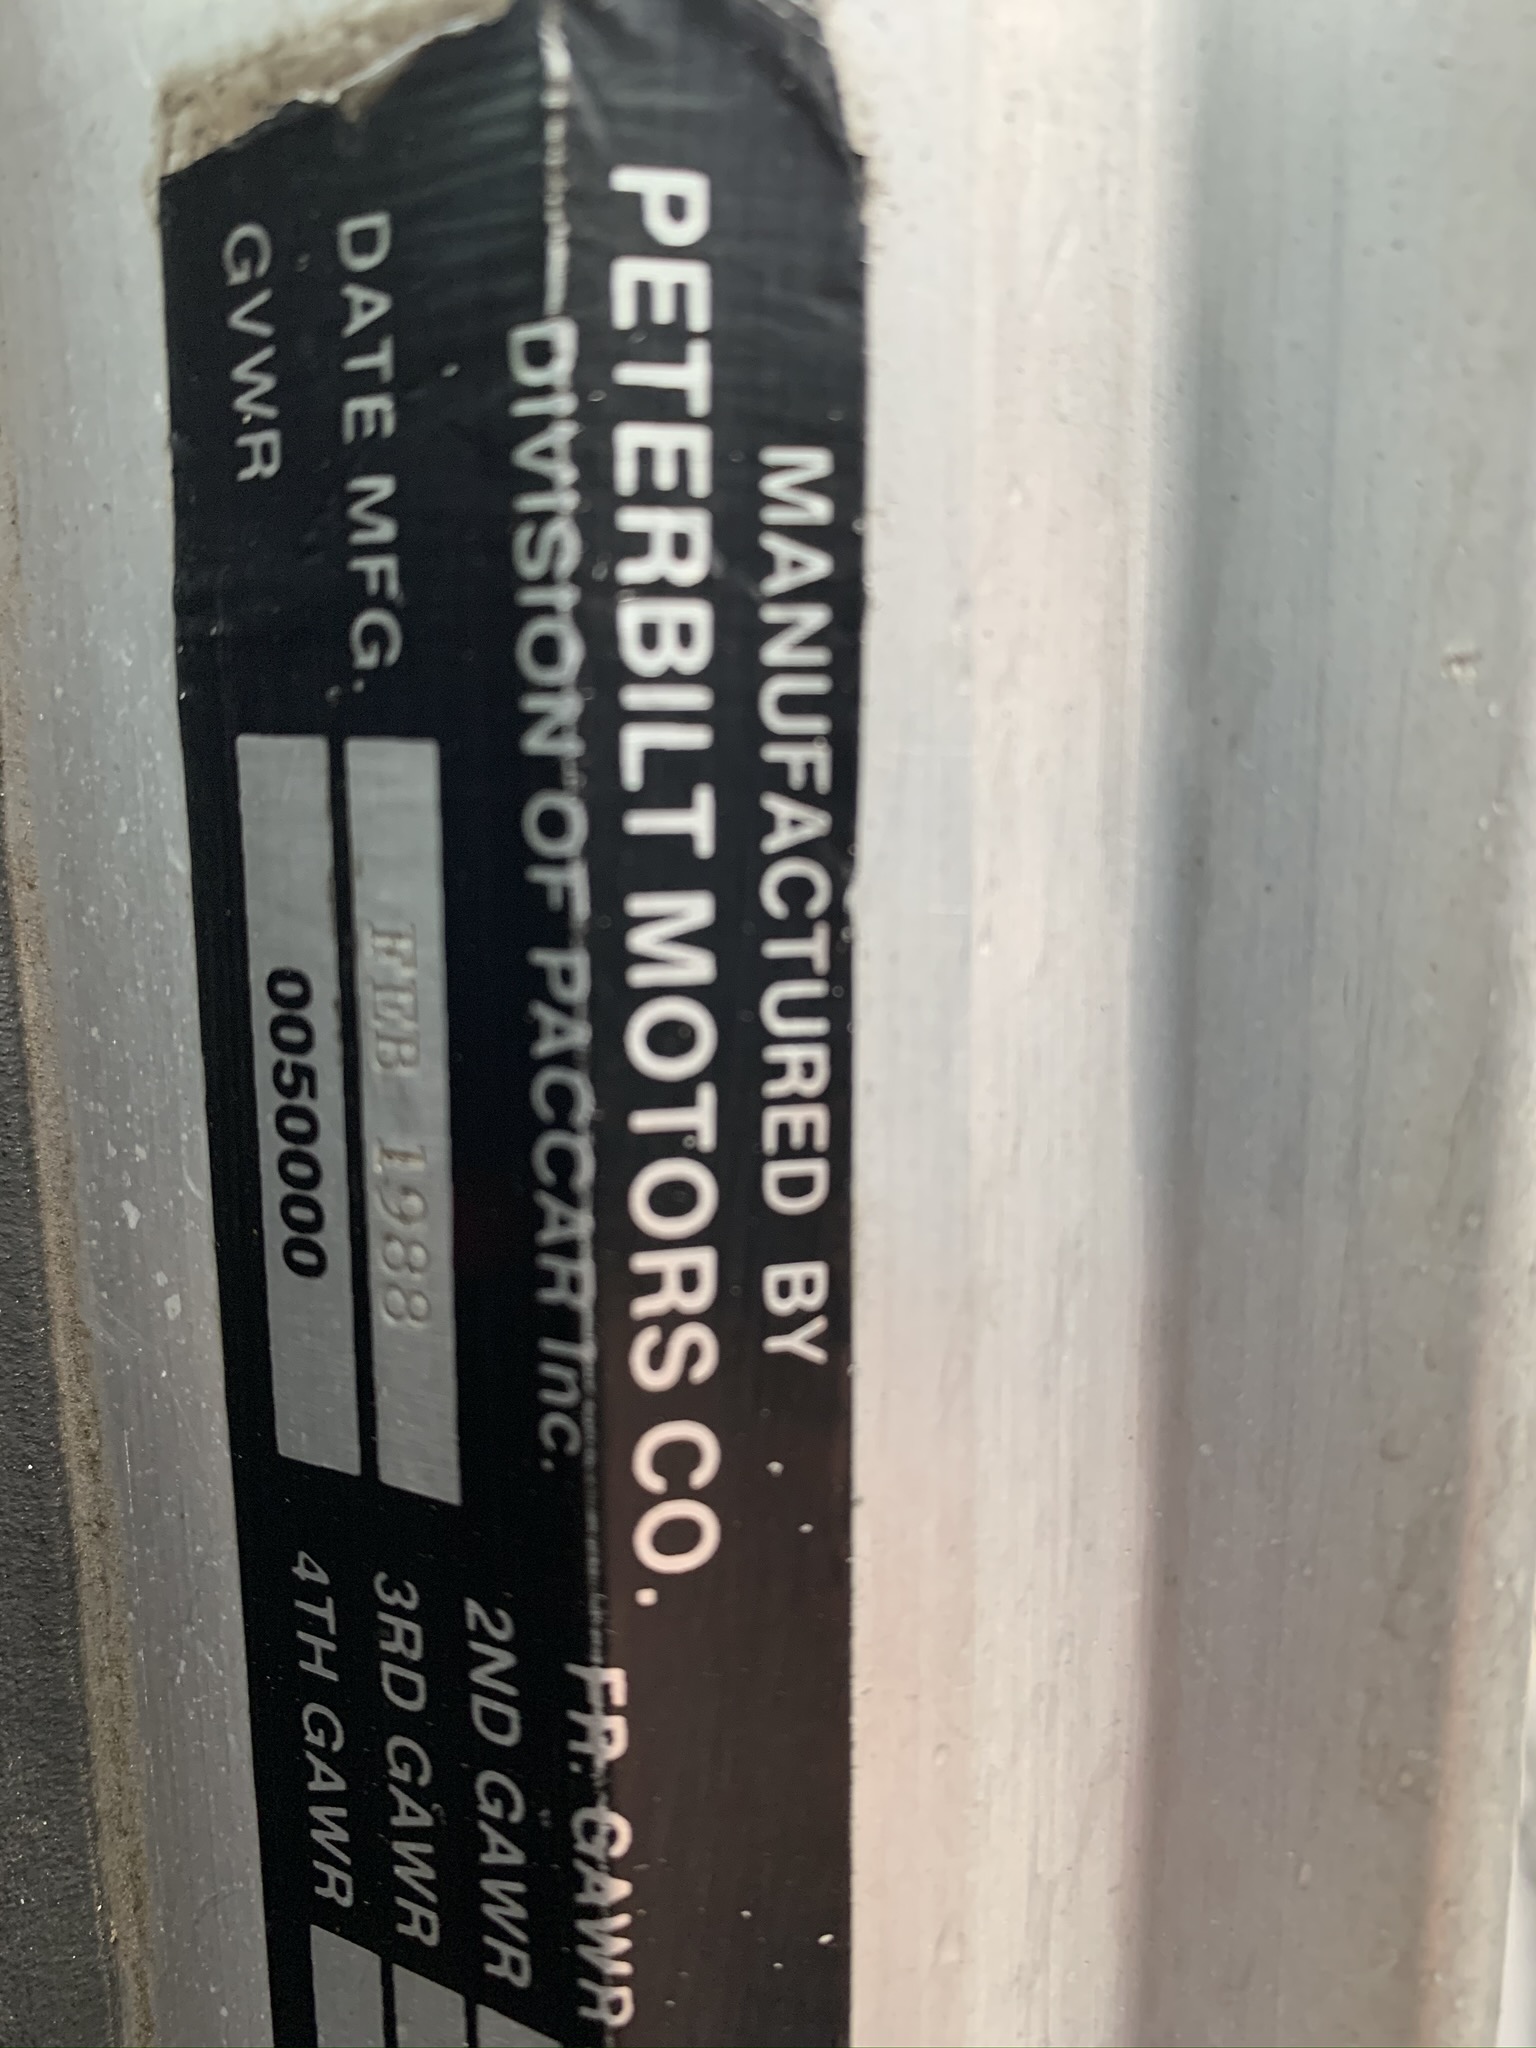 MANUFACTURED BY
PETERBILT MOTORS CO.
DIVISION OF PACCAR Inc.
FR. GAWR
2ND GAWR
DATE MFG. FEB 1988 3RD GAWR
GVWR 0050000 4TH GAWR